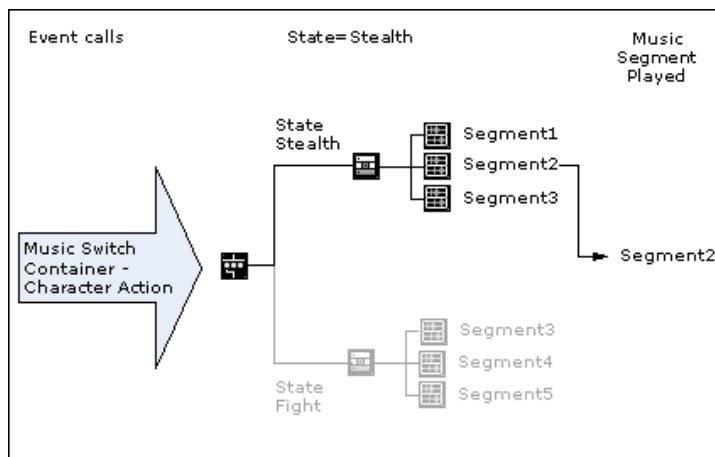 Event calls
State=Stealth
Music
Segment
Played
State
Stealth
Segment1
Segment2
Segment3
Music Switch
Container -
Character Action
Segment2
Segment3
Segment4
Segment5
State
Fight